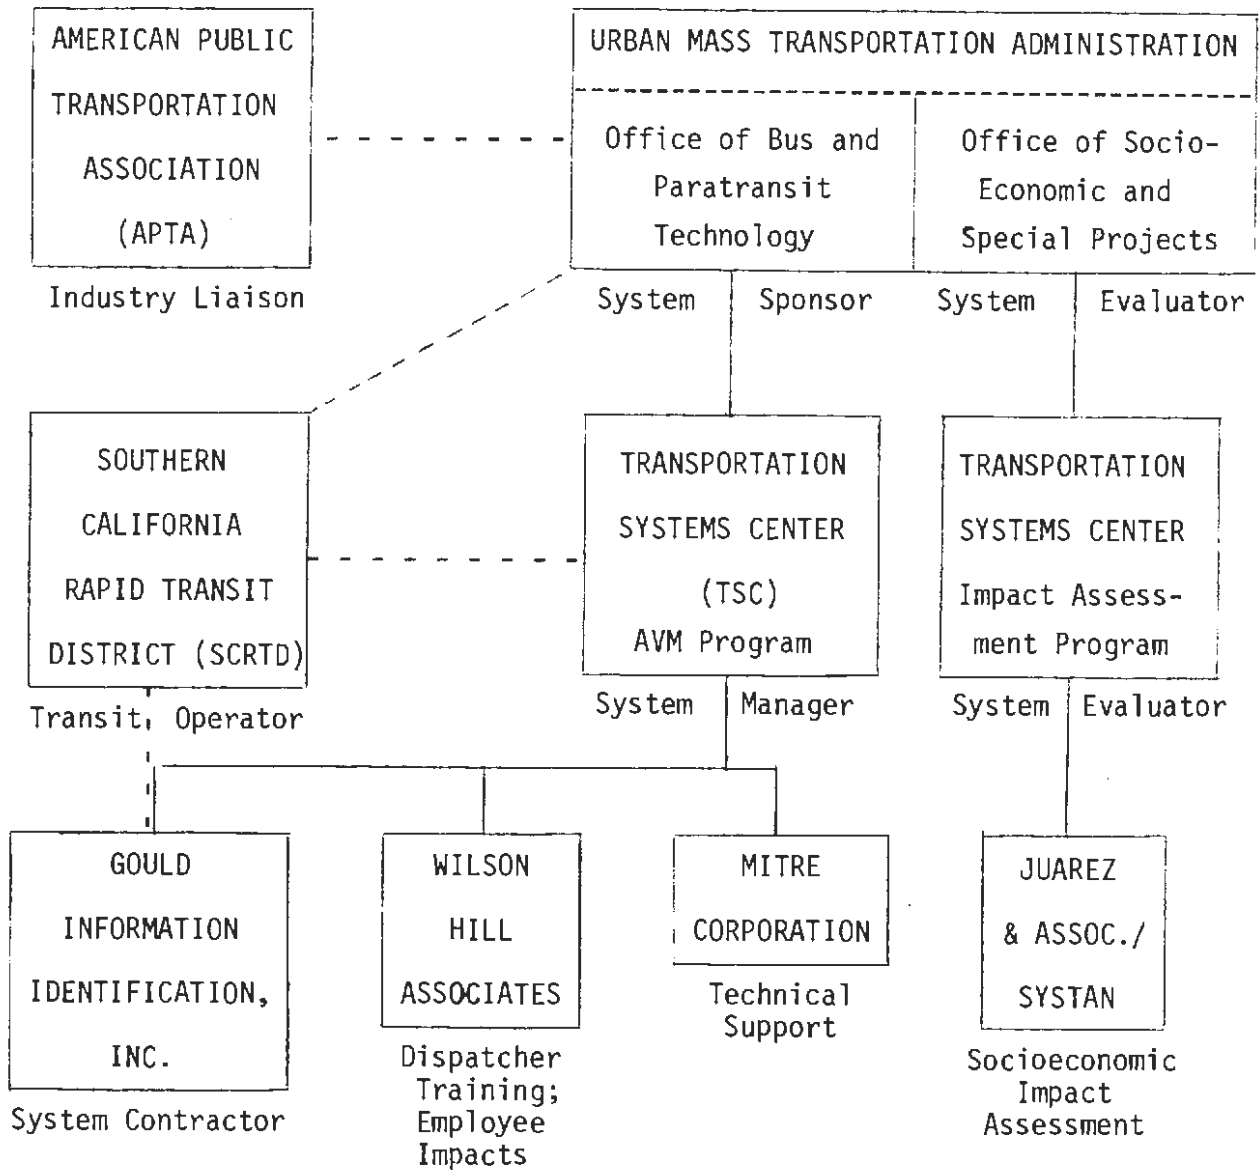 AMERICAN PUBLIC
TRANSPORTATION
ASSOCIATION
(APTA)
Industry Liaison
URBAN MASS TRANSPORTATION ADMINISTRATION
Office of Bus and
Paratransit
Technology
Office of Socio-
Economic and
Special Projects
System Sponsor
System Evaluator
SOUTHERN
CALIFORNIA
RAPID TRANSIT
DISTRICT (SCRTD)
Transit Operator
TRANSPORTATION
SYSTEMS CENTER
(TSC)
AVM Program
System Manager
TRANSPORTATION
SYSTEMS CENTER
Impact Assess-
ment Program
System Evaluator
GOULD
INFORMATION
IDENTIFICATION,
INC.
System Contractor
WILSON
HILL
ASSOCIATES
Dispatcher
Training;
Employee
Impacts
MITRE
CORPORATION
Technical
Support
JUAREZ
& ASSOC./
SYSTAN
Socioeconomic
Impact
Assessment